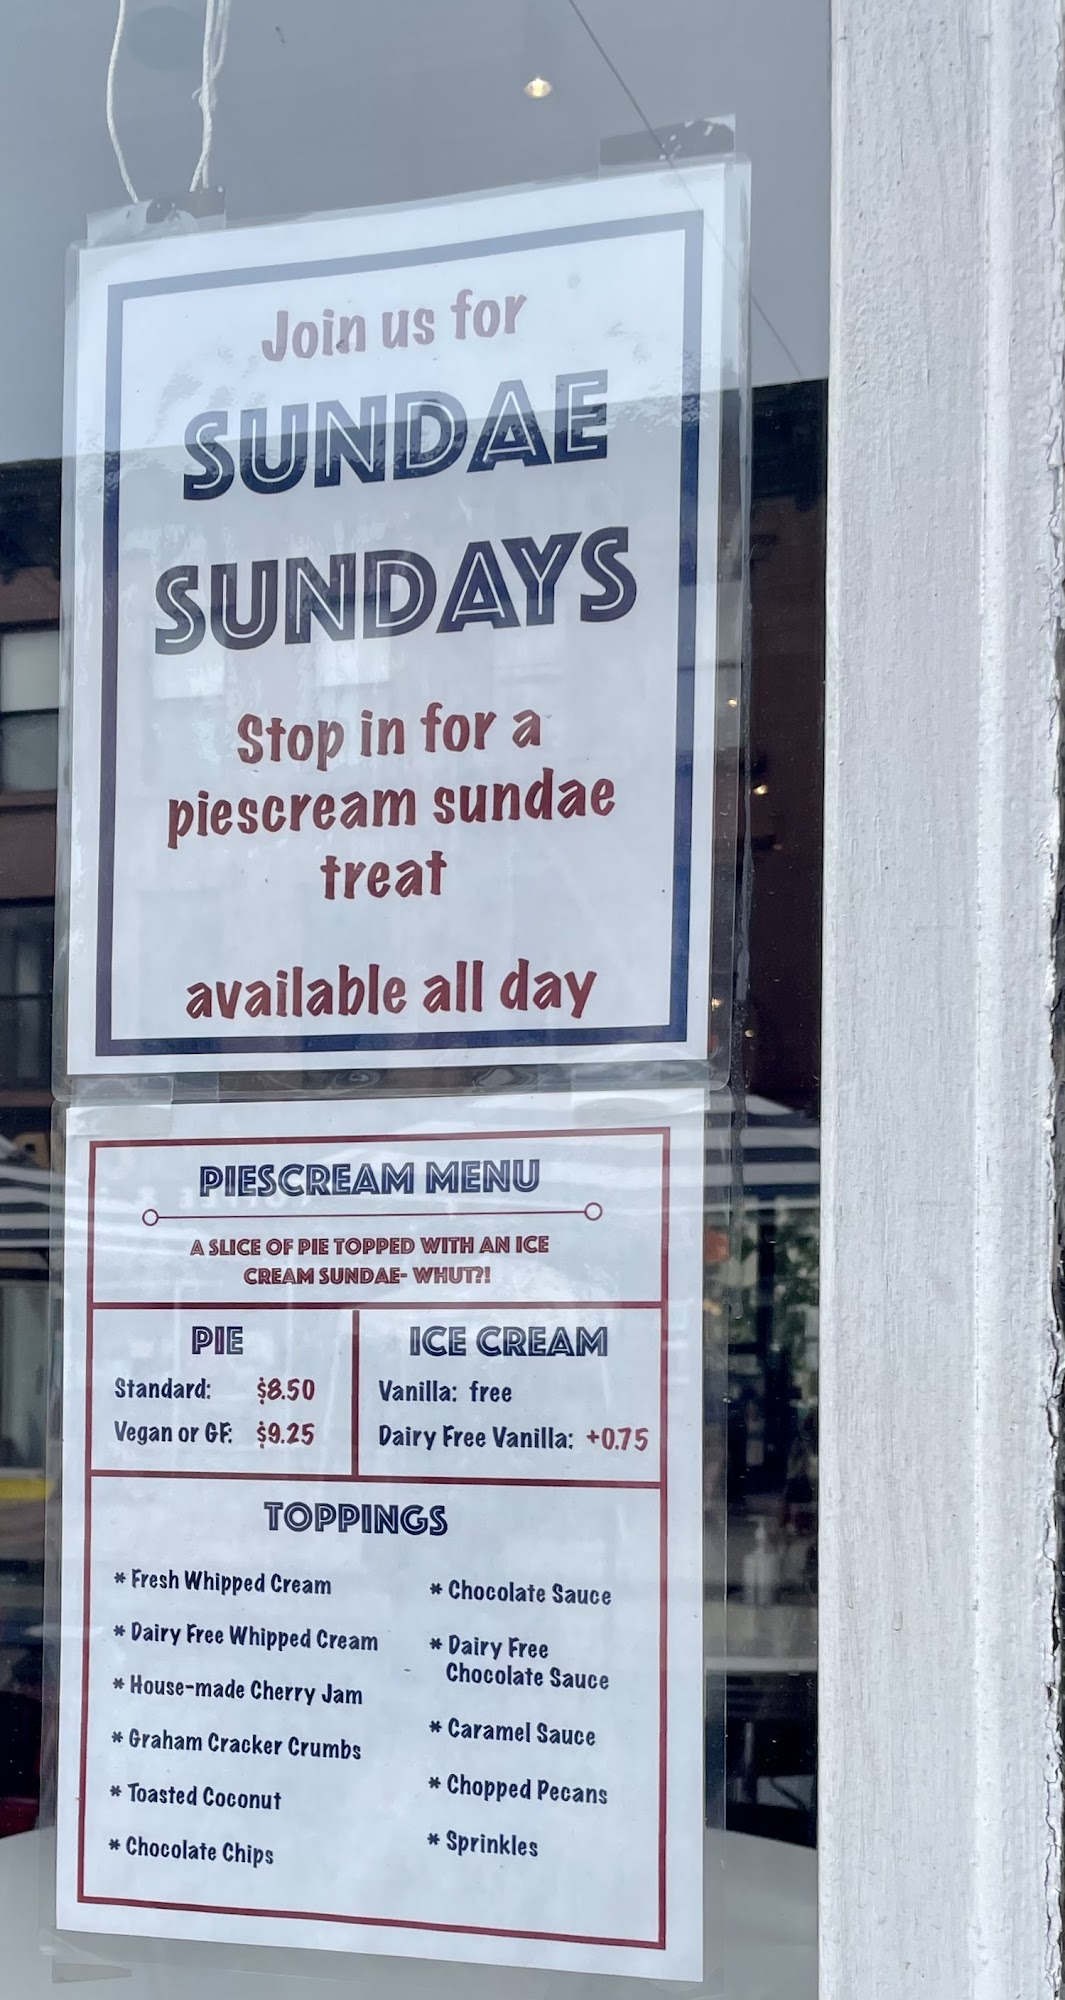 Join us for
SUNDAE
SUNDAYS
Stop in for a
piescream sundae
treat
available all day
PIESCREAM MENU
A SLICE OF PIE TOPPED WITH AN ICE
CREAM SUNDAE- WHUT?!
PIE
Standard: $8.50
Vegan or GF: $9.25
ICE CREAM
Vanilla: free
Dairy Free Vanilla: +0.75
TOPPINGS
* Fresh Whipped Cream
* Dairy Free Whipped Cream
* House-made Cherry Jam
* Graham Cracker Crumbs
* Toasted Coconut
* Chocolate Chips
* Chocolate Sauce
* Dairy Free
Chocolate Sauce
* Caramel Sauce
* Chopped Pecans
* Sprinkles